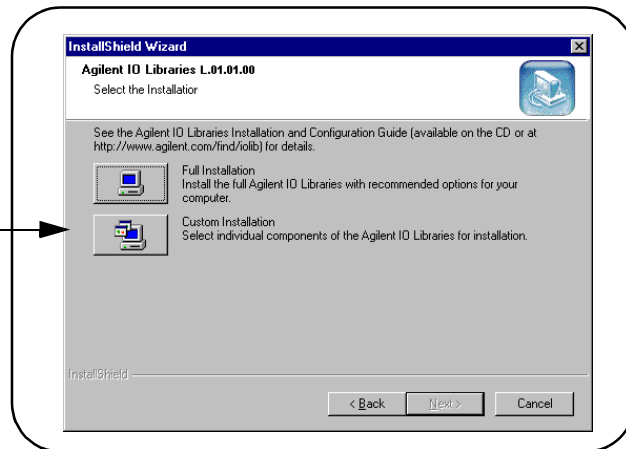 InstallShield Wizard
Agilent IO Libraries L.01.01.00
Select the Installatior
See the Agilent IO Libraries Installation and Configuration Guide (available on the CD or at
http://www.agilent.com/find/iolib) for details.
Full Installation
Install the full Agilent IO Libraries with recommended options for your
computer.
Custom Installation
Select individual components of the Agilent IO Libraries for installation.
InstallShield
< Back
Next >
Cancel